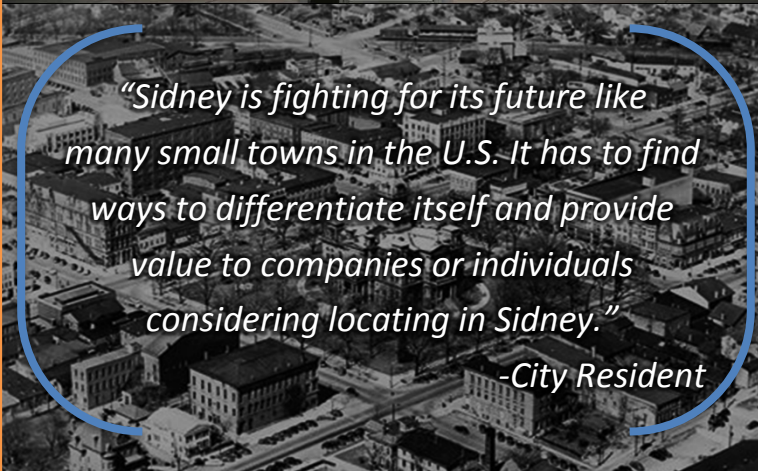 “Sidney is fighting for its future like
many small towns in the U.S. It has to find
ways to differentiate itself and provide
value to companies or individuals
considering locating in Sidney.”
-City Resident